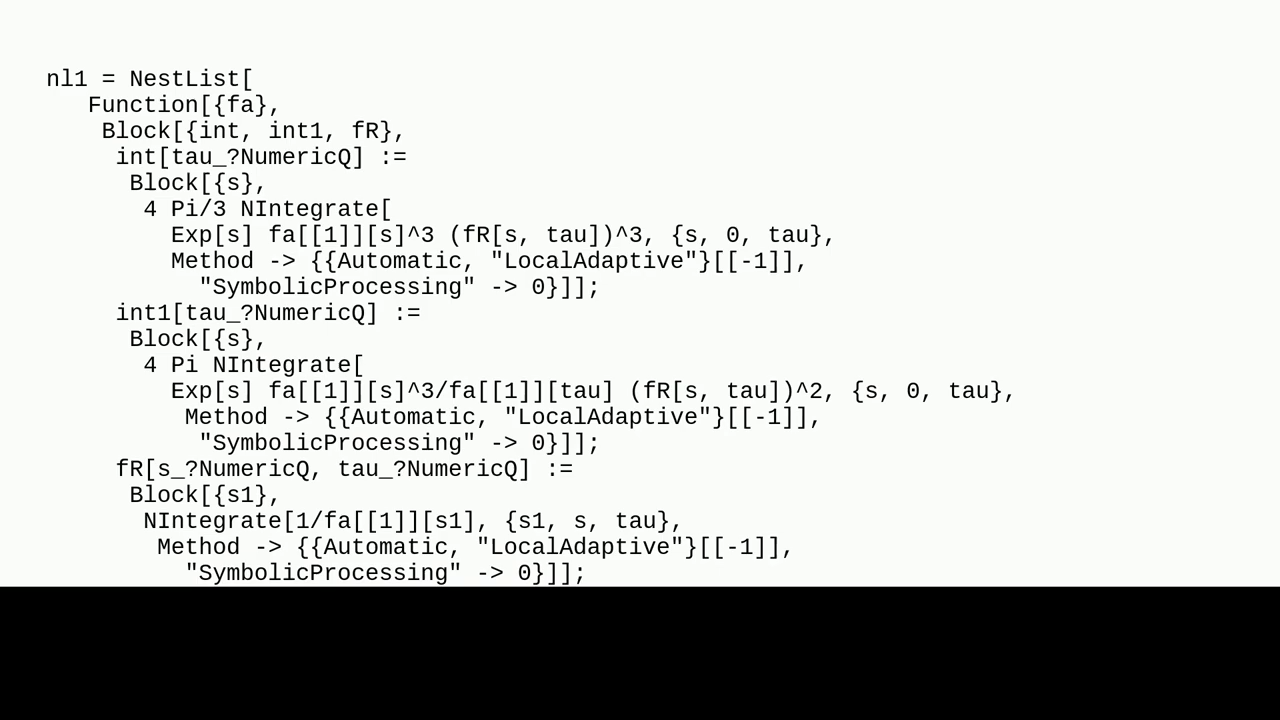 nl1 = NestList[
Function[{fa},
Block[{int, int1, fR},
int[tau_?NumericQ] :=
Block[{s},
4 Pi/3 NIntegrate[
Exp[s] fa[[1]][s]^3 (fR[s, tau])^3, {s, 0, tau},
Method -> {{Automatic, "LocalAdaptive"}[[-1]],
"SymbolicProcessing" -> 0}]];
int1[tau_?NumericQ] :=
Block[{s},
4 Pi NIntegrate[
Exp[s] fa[[1]][s]^3/fa[[1]][tau] (fR[s, tau])^2, {s, 0, tau},
Method -> {{Automatic, "LocalAdaptive"}[[-1]],
"SymbolicProcessing" -> 0}]];
fR[s_?NumericQ, tau_?NumericQ] :=
Block[{s1},
NIntegrate[1/fa[[1]][s1], {s1, s, tau},
Method -> {{Automatic, "LocalAdaptive"}[[-1]],
"SymbolicProcessing" -> 0}]];